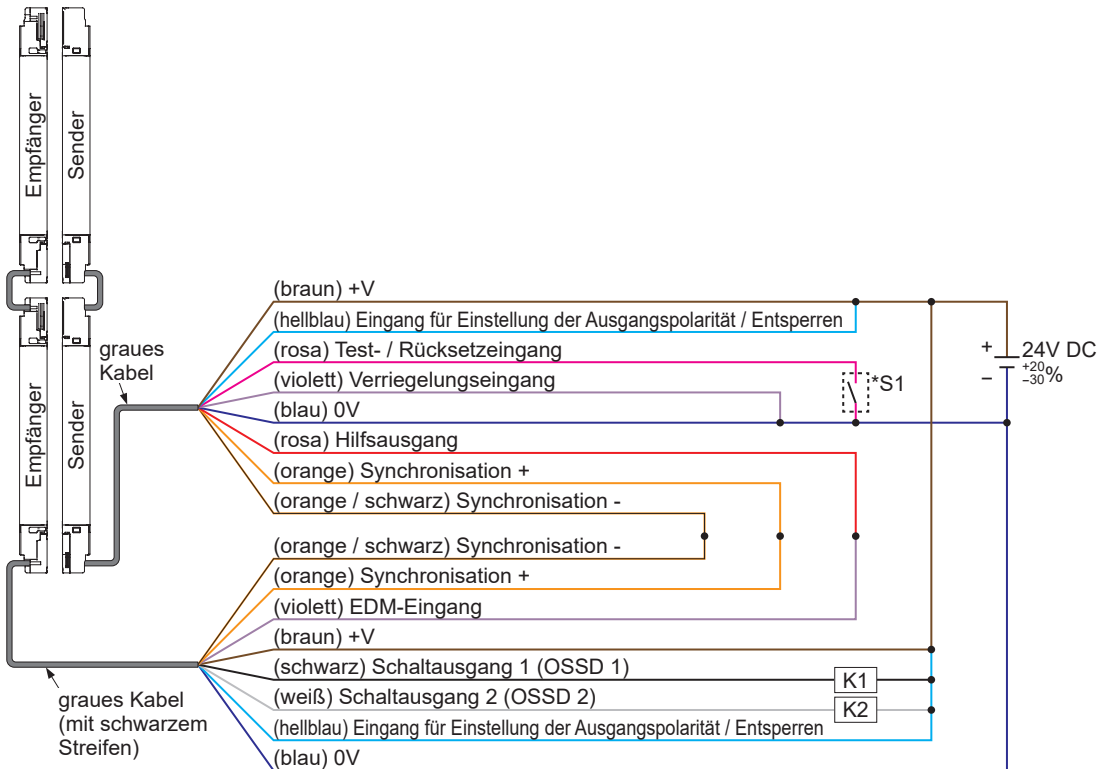 Empfänger
Sender
Empfänger
Sender
graues
Kabel
(braun) +V
(hellblau) Eingang für Einstellung der Ausgangspolarität / Entsperren
(rosa) Test- / Rücksetzeingang
(violett) Verriegelungseingang
(blau) 0V
(rosa) Hilfsausgang
(orange) Synchronisation +
(orange / schwarz) Synchronisation -
*S1
+
24V DC
+20
-30 %
–
(orange / schwarz) Synchronisation -
(orange) Synchronisation +
(violett) EDM-Eingang
(braun) +V
(schwarz) Schaltausgang 1 (OSSD 1)
K1
(weiß) Schaltausgang 2 (OSSD 2)
K2
(hellblau) Eingang für Einstellung der Ausgangspolarität / Entsperren
(blau) 0V
graues Kabel
(mit schwarzem
Streifen)